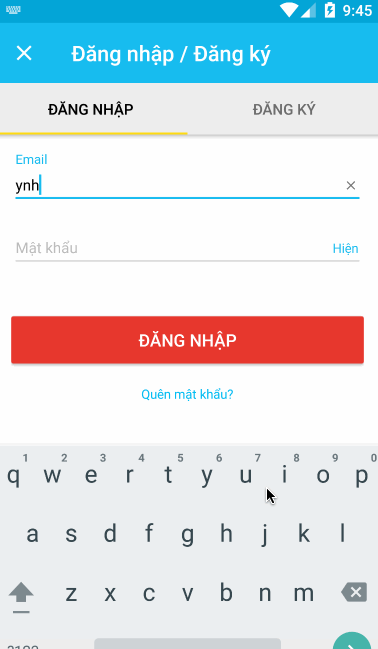 9:45
Đăng nhập / Đăng ký
ĐĂNG NHẬP ĐĂNG KÝ
Email
ynh
Mật khẩu Hiện
ĐĂNG NHẬP
Quên mật khẩu?
1 2 3 4 5 6 7 8 9 0
q w e r t y u i o p
a s d f g h j k l
z x c v b n m